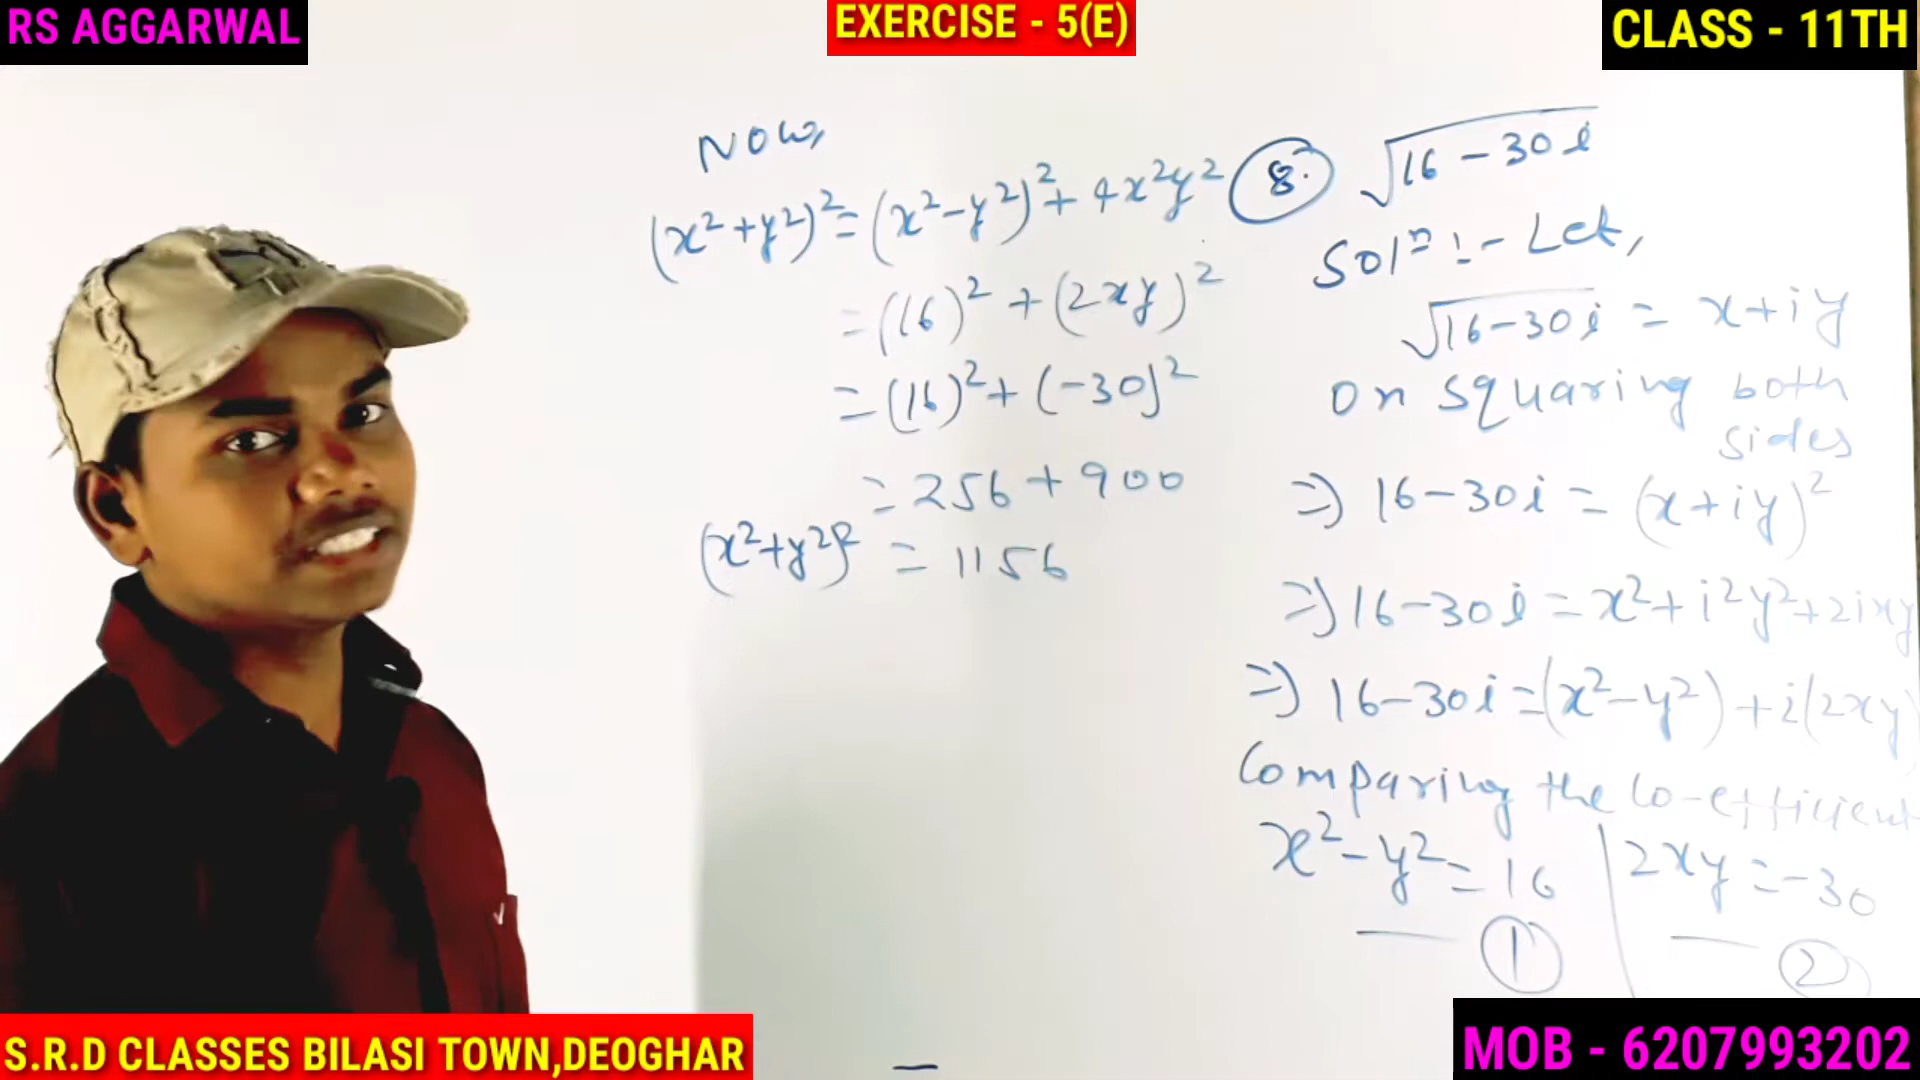 RS AGGARWAL
EXERCISE - 5(E)
CLASS - 11TH
Now,
(x²+y²)² = (x²-y²)² + 4x²y²
= (16)² + (2xy)²
= (16)² + (-30)²
= 256 + 900
(x²+y²)² = 1156
8. √16-30i
Solⁿ :- Let,
√16-30i = x+iy
on squaring both
sides
=> 16-30i = (x+iy)²
=> 16-30i = x²+i²y²+2ixy
=> 16-30i = (x²-y²)+i(2xy)
Comparing the Co-efficient
x²-y² = 16 | 2xy = -30
— 1 — 2
S.R.D CLASSES BILASI TOWN,DEOGHAR
MOB - 6207993202